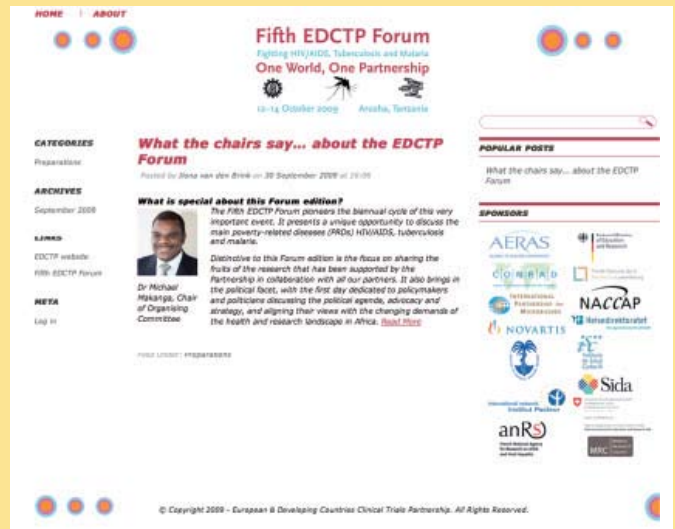 HOME | ABOUT
Fifth EDCTP Forum
Fighting HIV/AIDS, Tuberculosis and Malaria
One World, One Partnership
12-14 October 2009 Arusha, Tanzania
CATEGORIES
Preparations
ARCHIVES
September 2009
LINKS
EDCTP website
Fifth EDCTP Forum
META
Log in
What the chairs say... about the EDCTP
Forum
Posted by Ilona van den Brink on 30 September 2009 at 16:06
What is special about this Forum edition?
The Fifth EDCTP Forum pioneers the biannual cycle of this very
important event. It presents a unique opportunity to discuss the
main poverty-related diseases (PRDs) HIV/AIDS, tuberculosis
and malaria.
Distinctive to this Forum edition is the focus on sharing the
fruits of the research that has been supported by the
Partnership in collaboration with all our partners. It also brings in
the political facet, with the first day dedicated to policymakers
and politicians discussing the political agenda, advocacy and
strategy, and aligning their views with the changing demands of
the health and research landscape in Africa. Read More
Dr Michael
Makanga, Chair
of Organising
Committee
Filed under: Preparations
POPULAR POSTS
What the chairs say... about the EDCTP
Forum
SPONSORS
AERAS
CONRAD
INTERNATIONAL
PARTNERSHIP FOR
MICROBICIDES
NACCAP
NOVARTIS
Helsedirektoratet
Sida
International network
Institut Pasteur
anRS
MRC
© Copyright 2009 - European & Developing Countries Clinical Trials Partnership. All Rights Reserved.